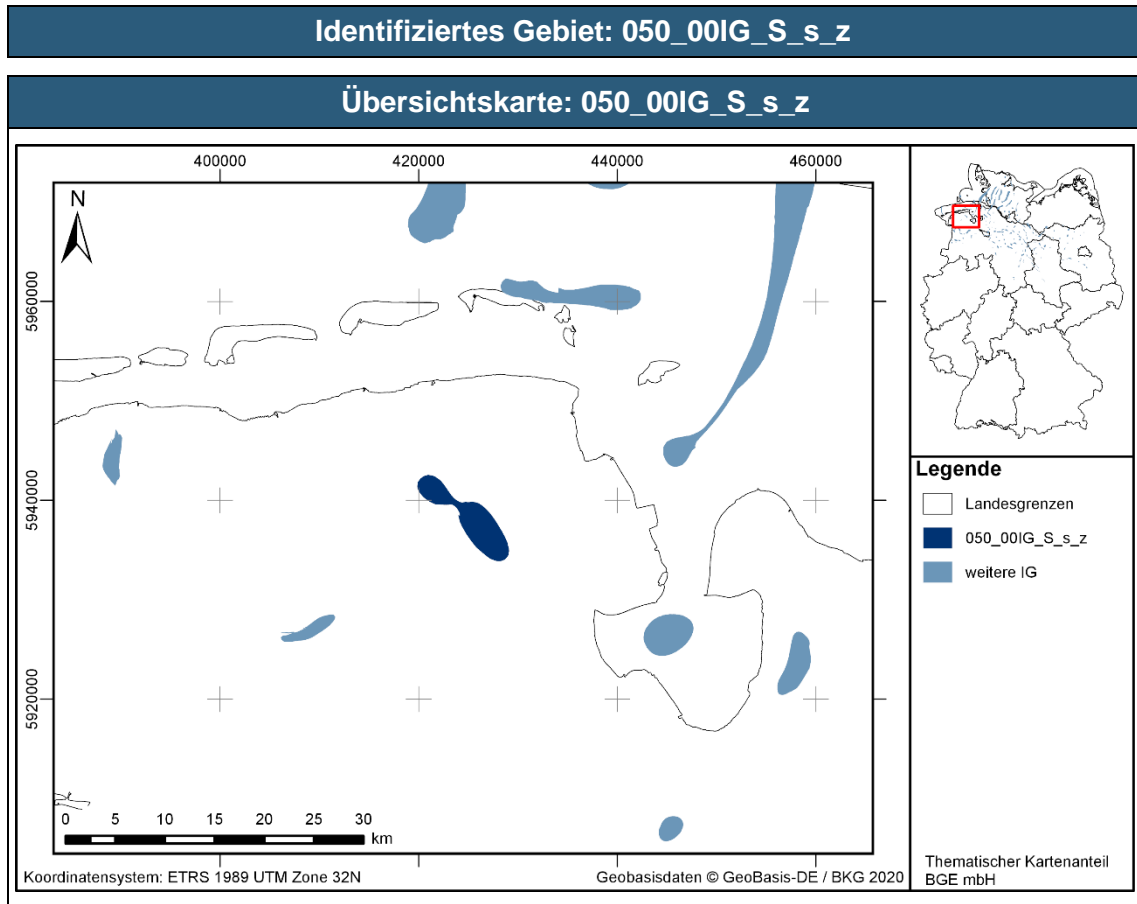 Identifiziertes Gebiet: 050_00IG_S_s_z
Übersichtskarte: 050_00IG_S_s_z
400000 420000 440000 460000
N
5960000
5940000
5920000
0 5 10 15 20 25 30
km
Koordinatensystem: ETRS 1989 UTM Zone 32N
Geobasisdaten © GeoBasis-DE / BKG 2020
Legende
Landesgrenzen
050_00IG_S_s_z
weitere IG
Thematischer Kartenanteil
BGE mbH